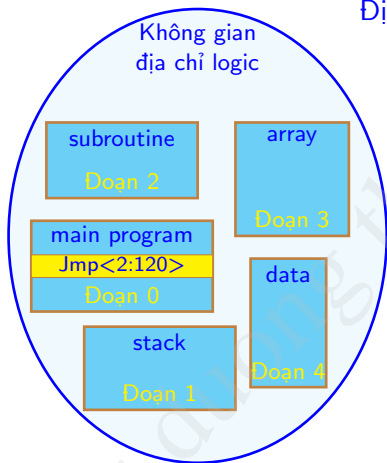 Đị
Không gian
địa chỉ logic
subroutine
Đoạn 2
array
Đoạn 3
main program
Jmp<2:120>
Đoạn 0
data
Đoạn 4
stack
Đoạn 1